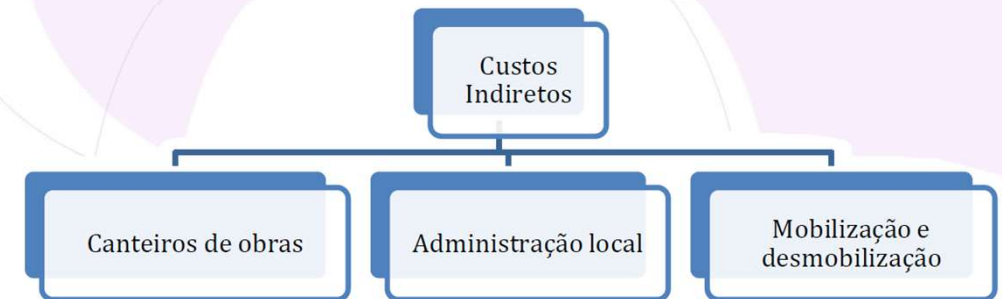 Custos
Indiretos
Canteiros de obras
Administração local
Mobilização e
desmobilização